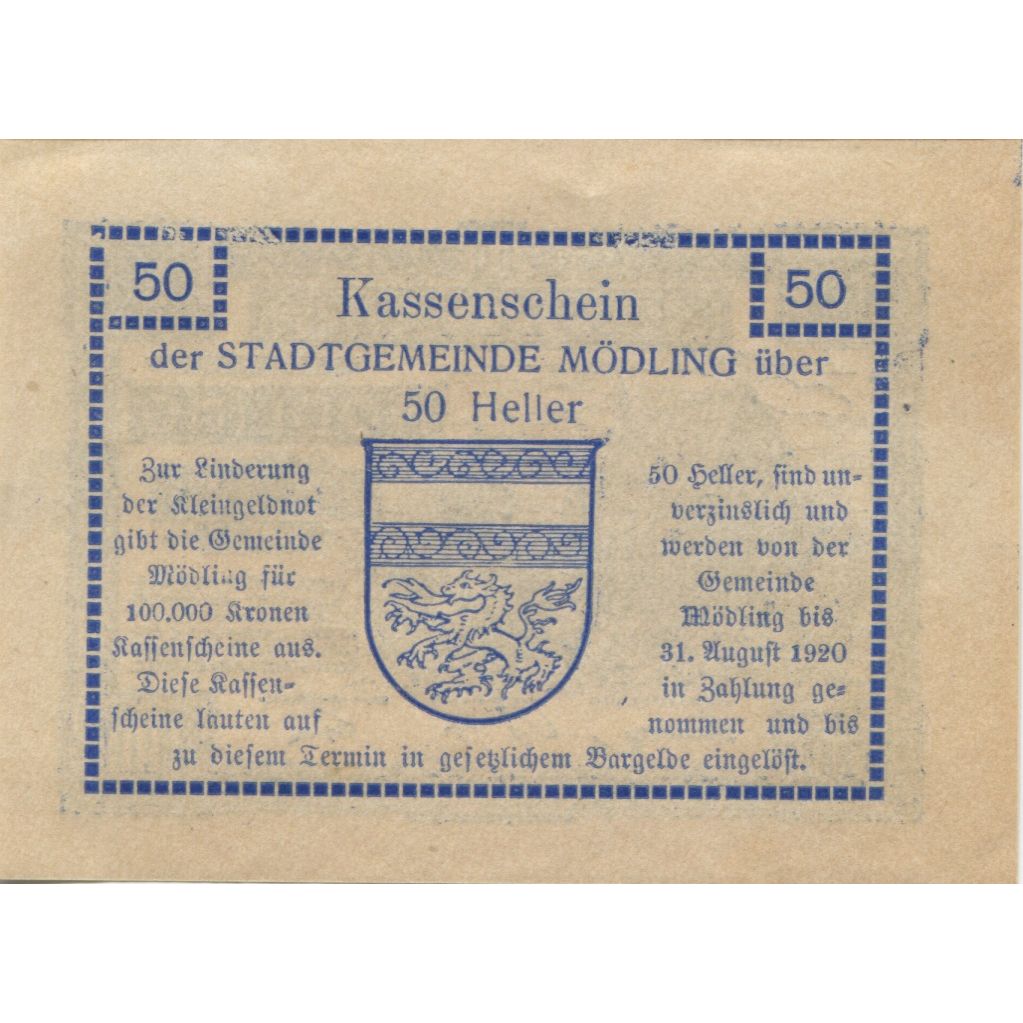 50
50
Kassenschein
der STADTGEMEINDE MÖDLING über
50 Heller
Zur Linderung
der Kleingeldnot
gibt die Gemeinde
Mödling für
100.000 Kronen
Kassenscheine aus.
Diese Kassen-
scheine lauten auf
50 Heller, sind un-
verzinslich und
werden von der
Gemeinde
Mödling bis
31. August 1920
in Zahlung ge-
nommen und bis
zu diesem Termin in gesetzlichem Bargelde eingelöst.